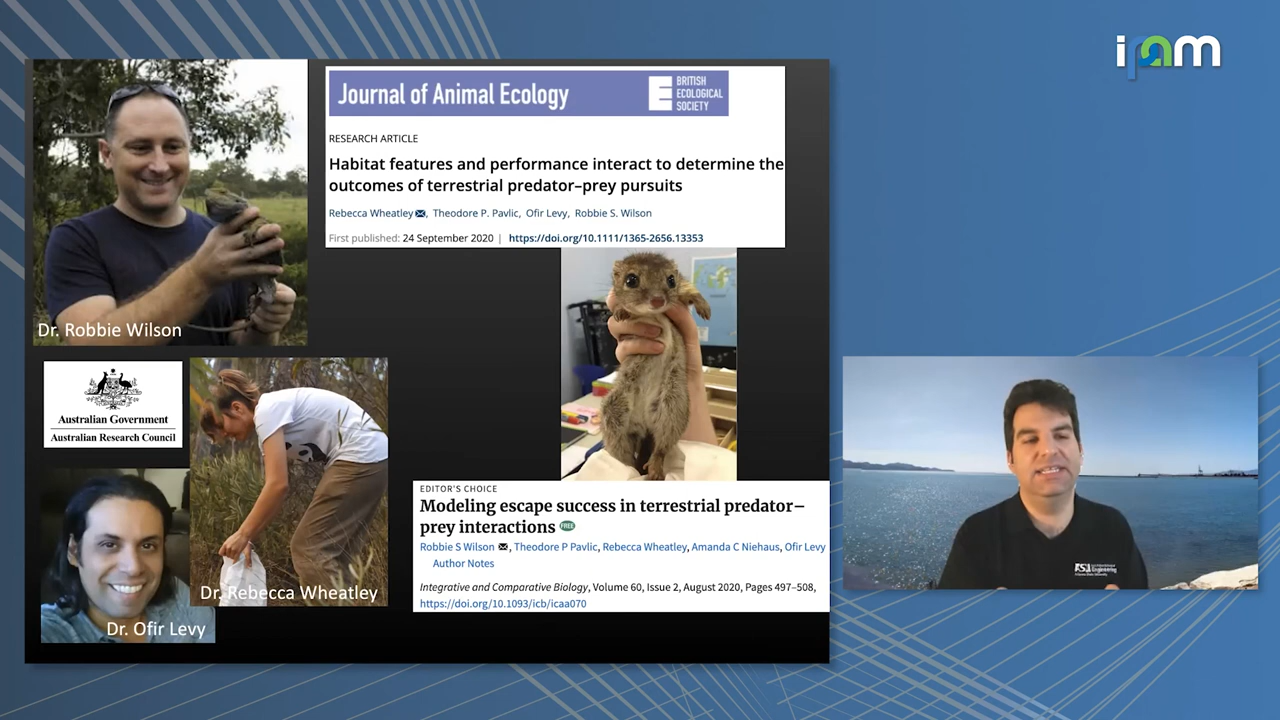 ipam
Journal of Animal Ecology
BRITISH
ECOLOGICAL
SOCIETY
RESEARCH ARTICLE
Habitat features and performance interact to determine the
outcomes of terrestrial predator–prey pursuits
Rebecca Wheatley, Theodore P. Pavlic, Ofir Levy, Robbie S. Wilson
First published: 24 September 2020 | https://doi.org/10.1111/1365-2656.13353
Dr. Robbie Wilson
Australian Government
Australian Research Council
Dr. Rebecca Wheatley
Dr. Ofir Levy
EDITOR'S CHOICE
Modeling escape success in terrestrial predator–
prey interactions FREE
Robbie S Wilson, Theodore P Pavlic, Rebecca Wheatley, Amanda C Niehaus, Ofir Levy
Author Notes
Integrative and Comparative Biology, Volume 60, Issue 2, August 2020, Pages 497–508,
https://doi.org/10.1093/icb/icaa070
ASU
Engineering